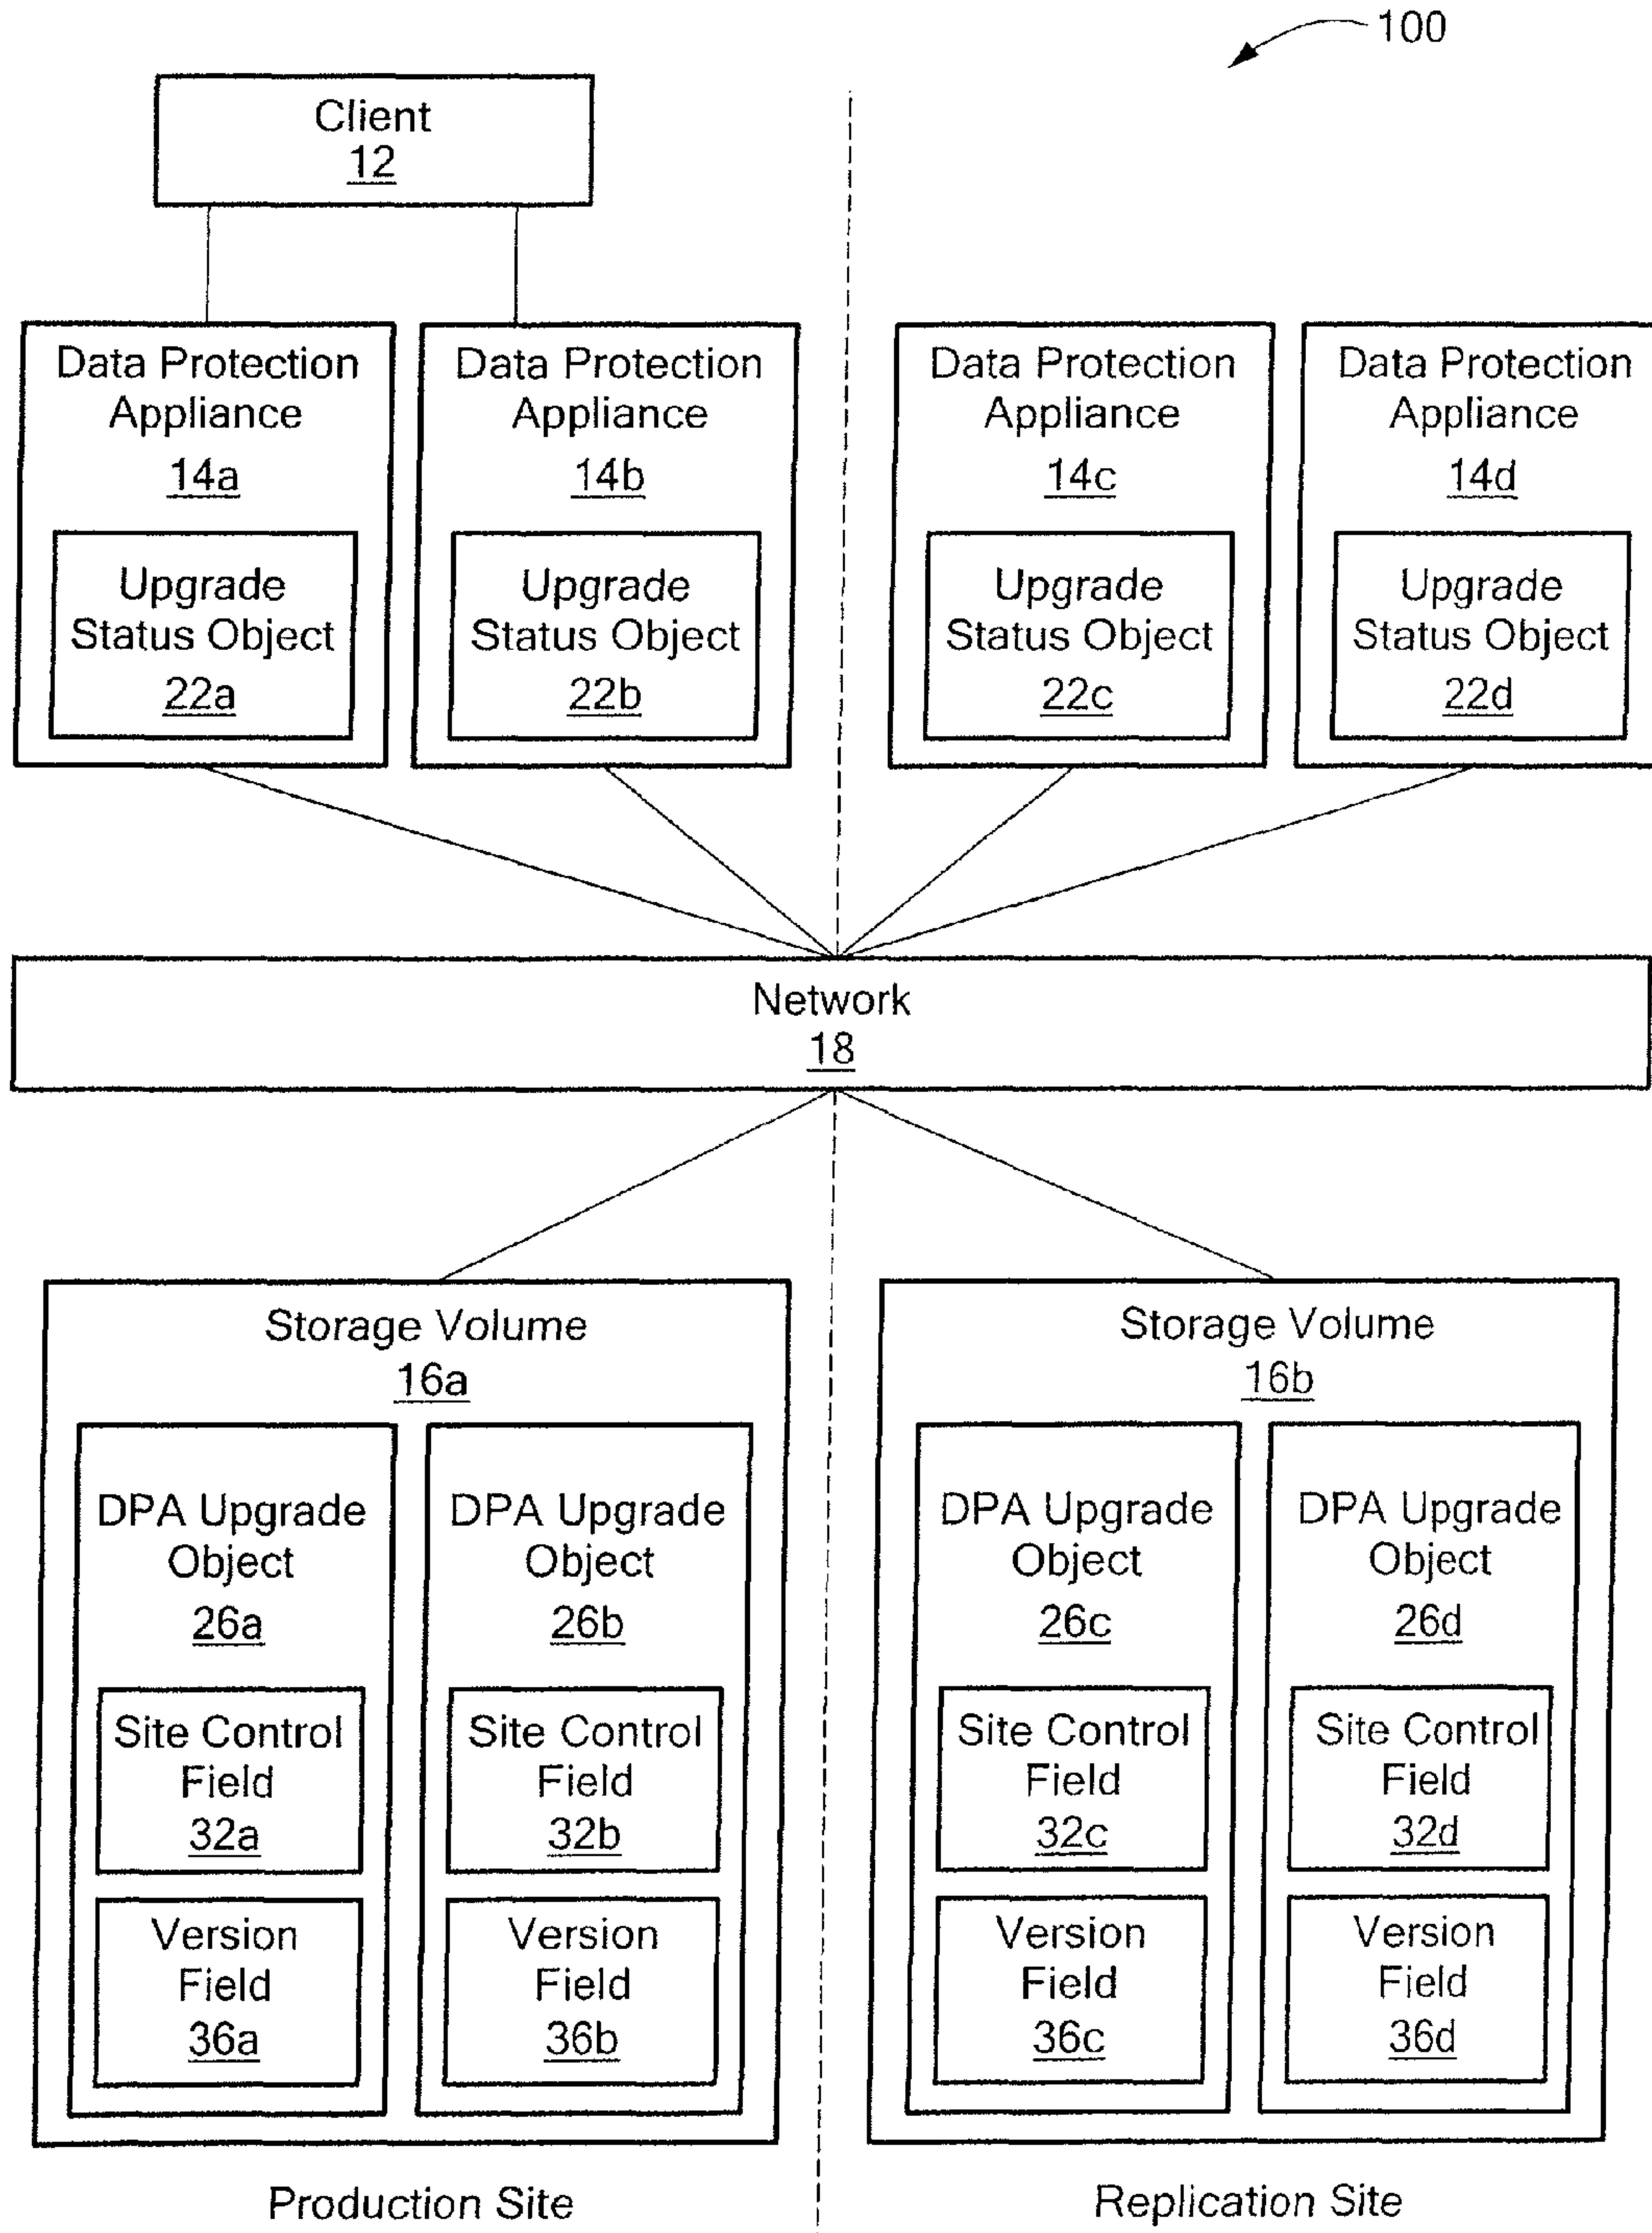 100
Client
12
Data Protection
Appliance
14a
Upgrade
Status Object
22a
Data Protection
Appliance
14b
Upgrade
Status Object
22b
Data Protection
Appliance
14c
Upgrade
Status Object
22c
Data Protection
Appliance
14d
Upgrade
Status Object
22d
Network
18
Storage Volume
16a
DPA Upgrade
Object
26a
Site Control
Field
32a
Version
Field
36a
DPA Upgrade
Object
26b
Site Control
Field
32b
Version
Field
36b
Storage Volume
16b
DPA Upgrade
Object
26c
Site Control
Field
32c
Version
Field
36c
DPA Upgrade
Object
26d
Site Control
Field
32d
Version
Field
36d
Production Site
Replication Site